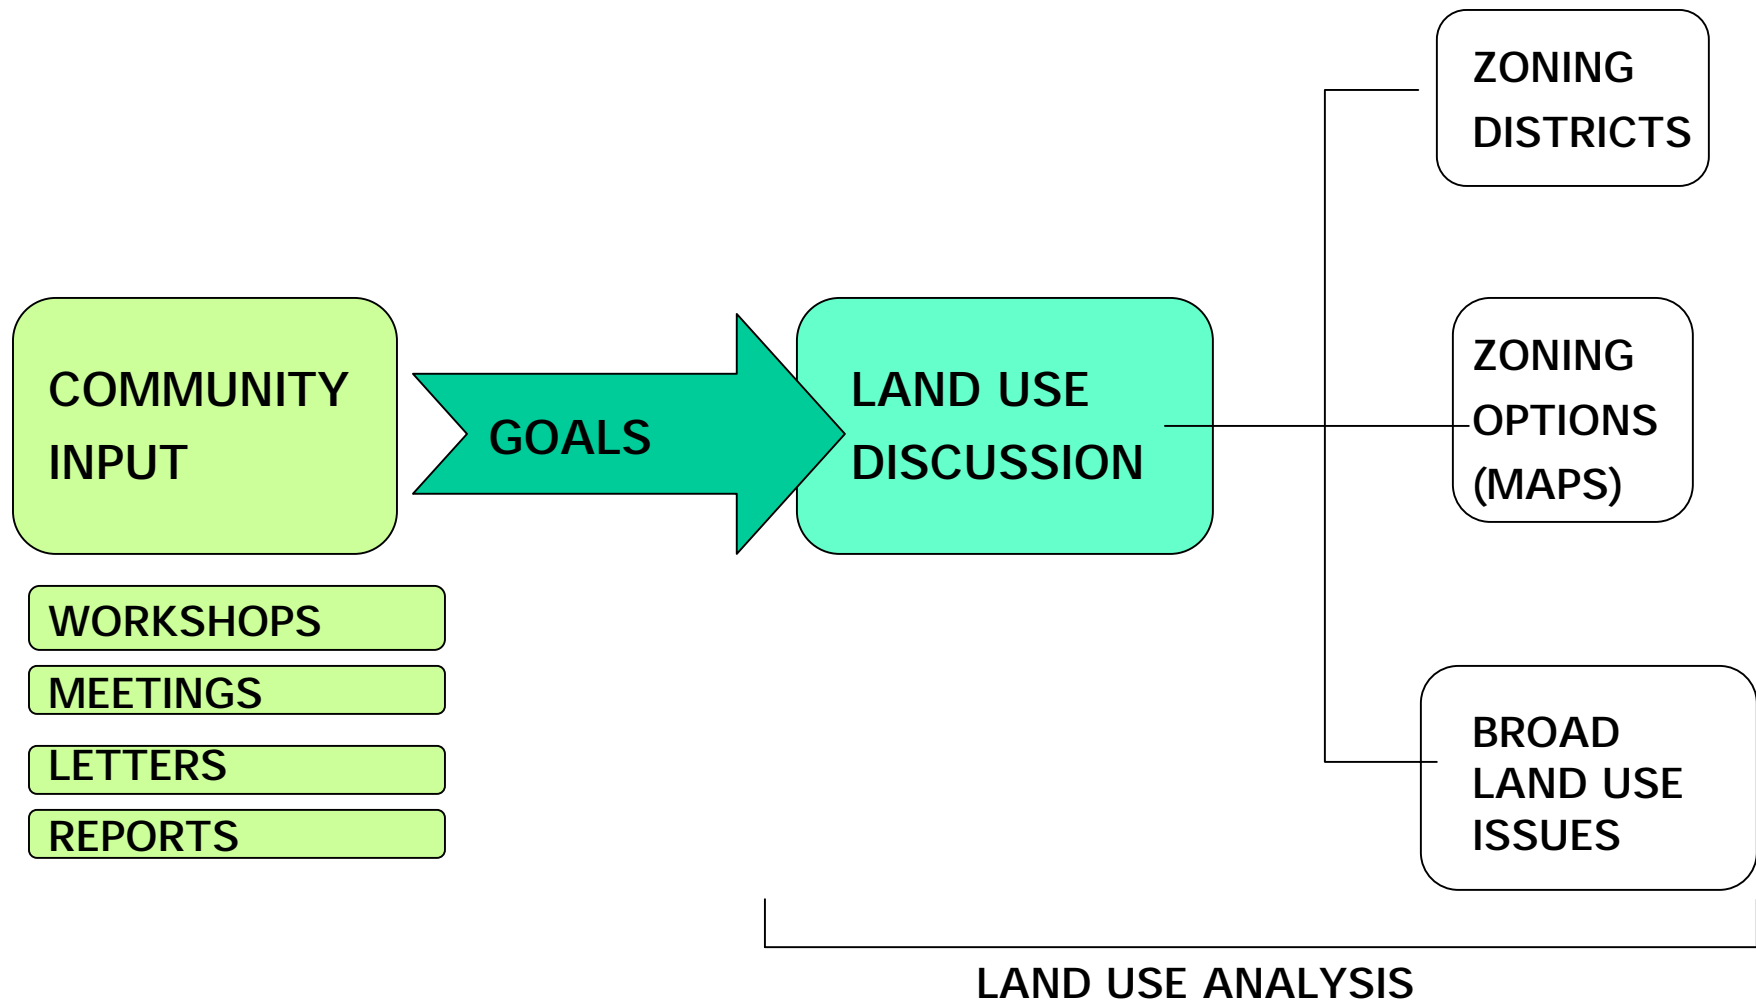 COMMUNITY
INPUT
WORKSHOPS
MEETINGS
LETTERS
REPORTS
GOALS
LAND USE
DISCUSSION
ZONING
DISTRICTS
ZONING
OPTIONS
(MAPS)
BROAD
LAND USE
ISSUES
LAND USE ANALYSIS